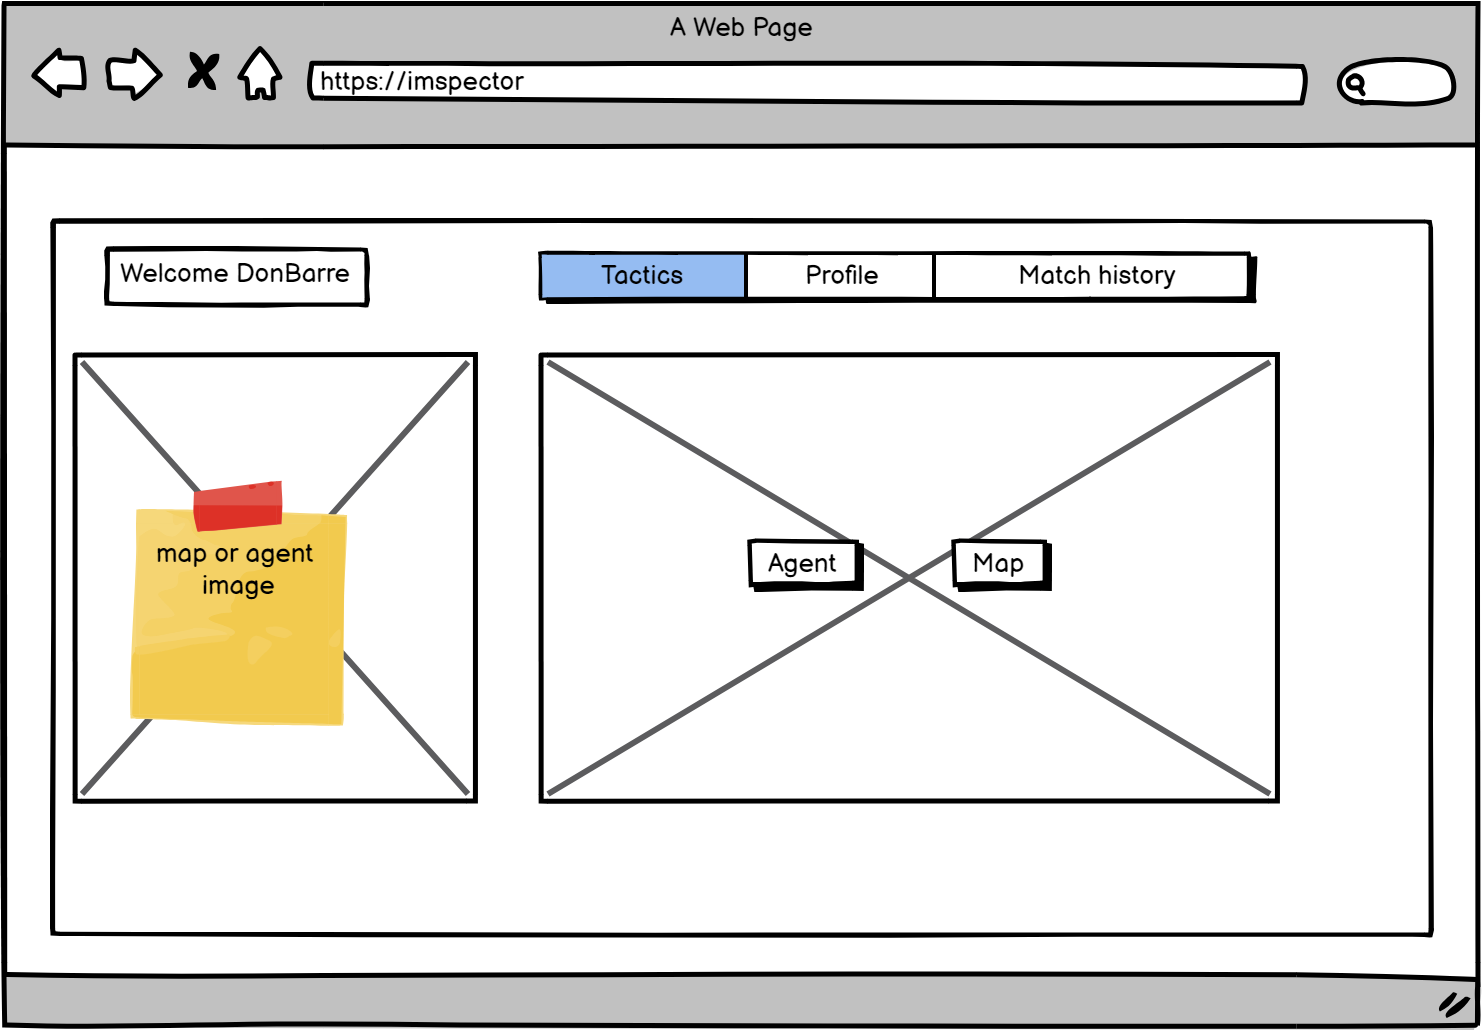 A Web Page
https://imspector
Welcome DonBarre
Tactics
Profile
Match history
map or agent
image
Agent
Map